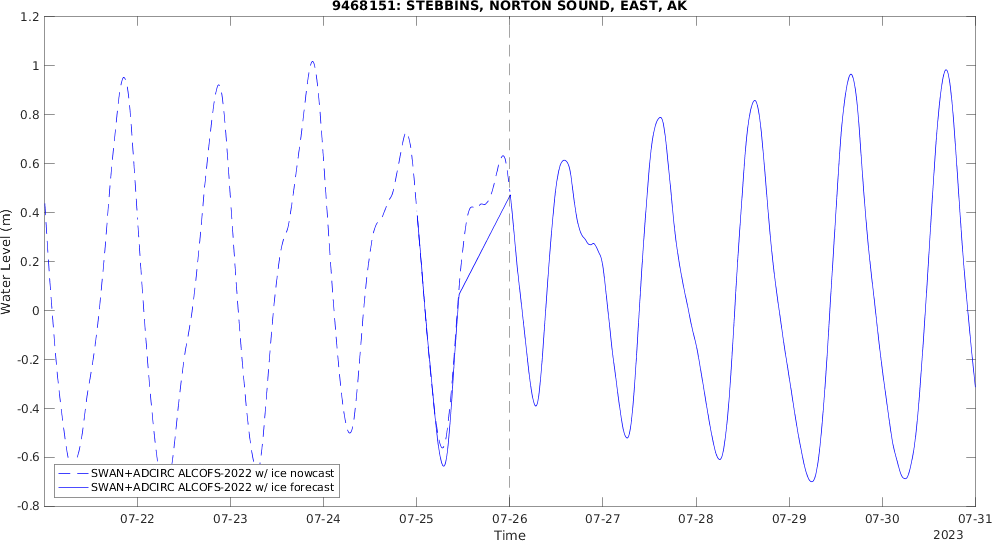 9468151: STEBBINS, NORTON SOUND, EAST, AK
1.2
1
0.8
0.6
0.4
0.2
0
-0.2
-0.4
-0.6
-0.8
Water Level (m)
SWAN+ADCIRC ALCOFS-2022 w/ ice nowcast
SWAN+ADCIRC ALCOFS-2022 w/ ice forecast
07-22 07-23 07-24 07-25 07-26 07-27 07-28 07-29 07-30 07-31
Time
2023